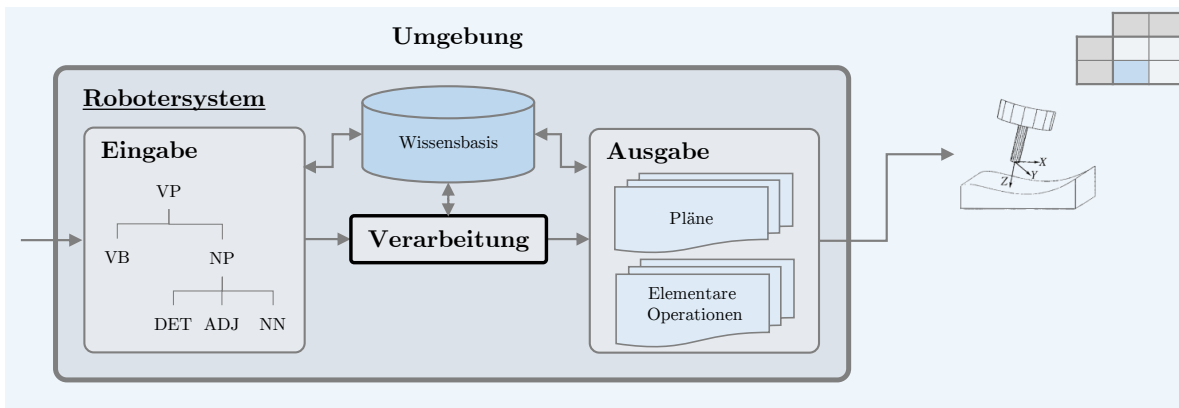 Umgebung
Robotersystem
Eingabe
VP
VB
NP
DET ADJ NN
Wissensbasis
Verarbeitung
Ausgabe
Pläne
Elementare
Operationen
X
Y
Z